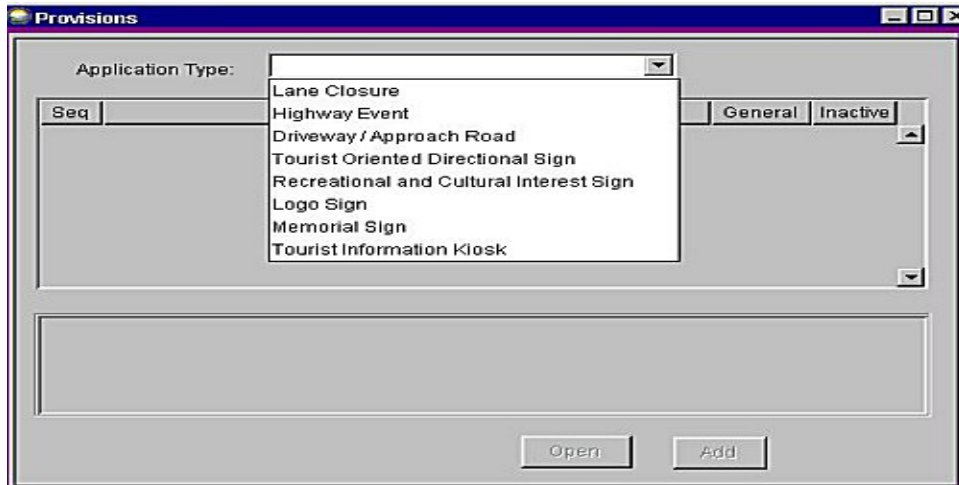 Provisions
Application Type:
Lane Closure
Highway Event
Driveway / Approach Road
Tourist Oriented Directional Sign
Recreational and Cultural Interest Sign
Logo Sign
Memorial Sign
Tourist Information Kiosk
Seq General Inactive
Open Add